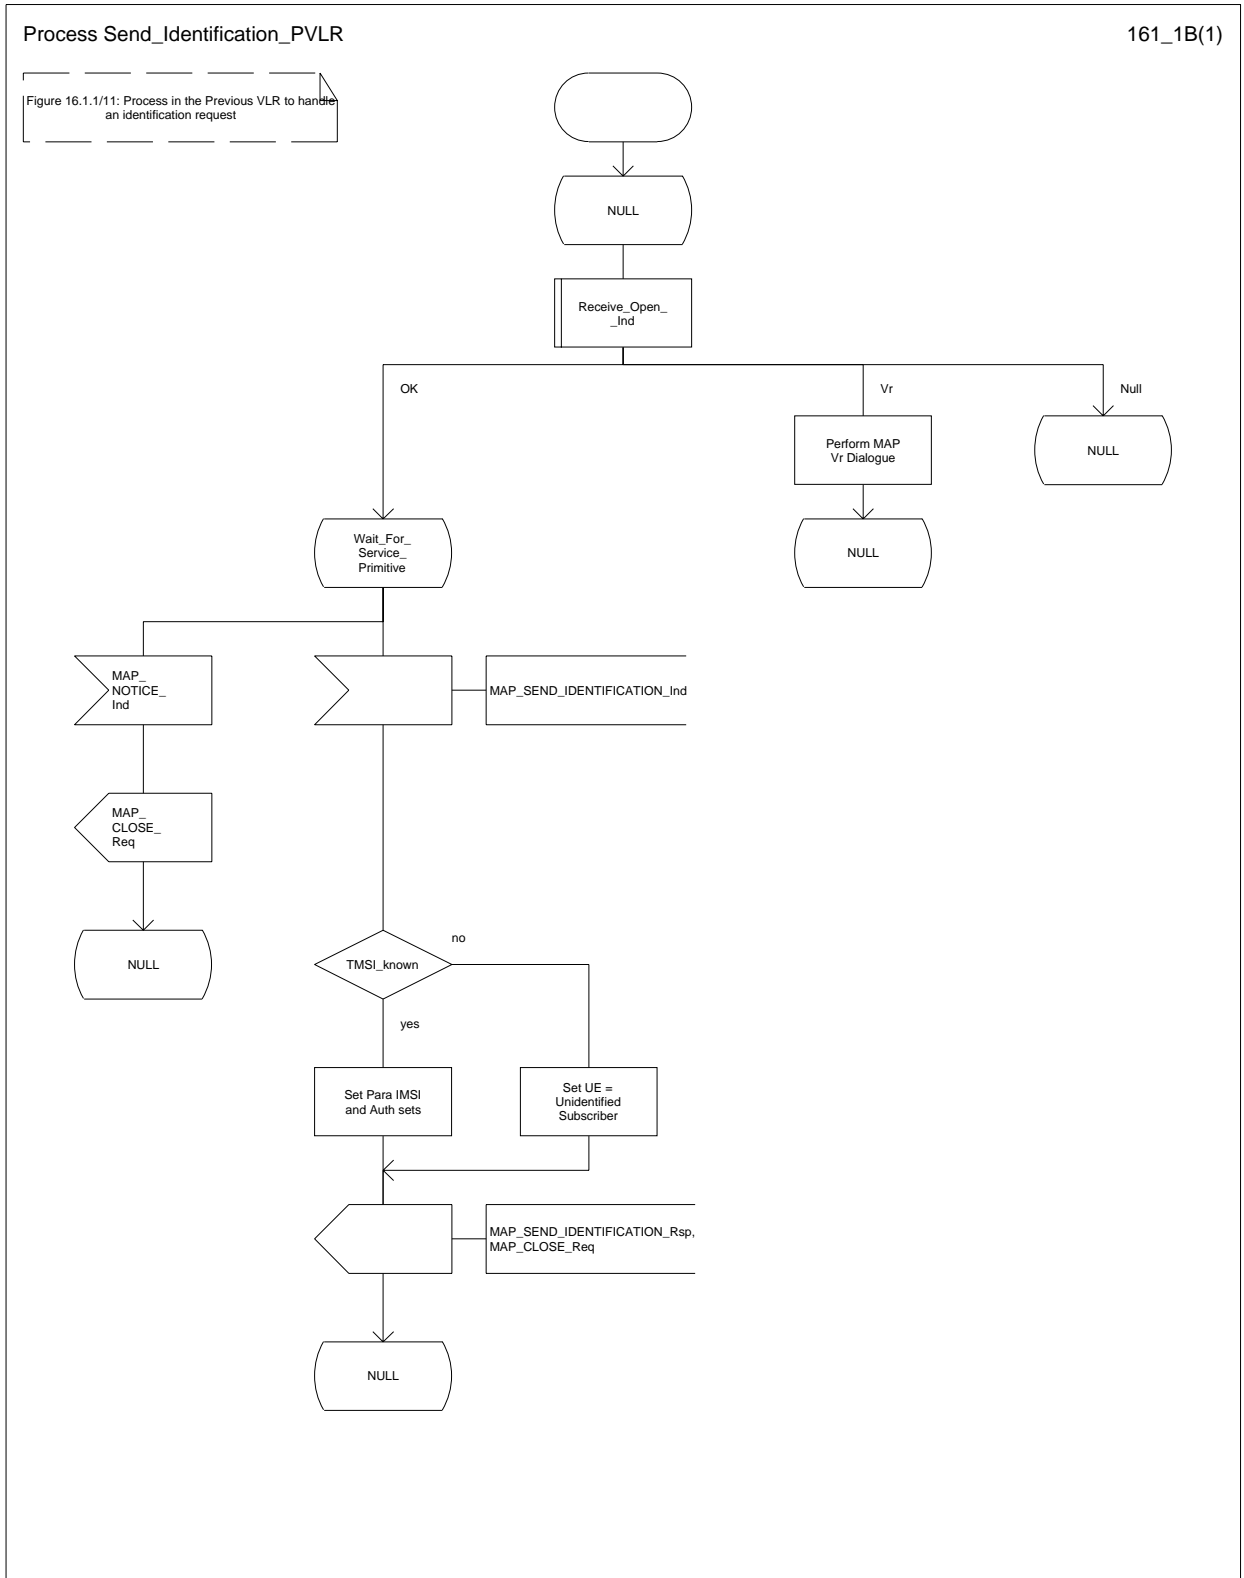 Process Send_Identification_PVLR
161_1B(1)
Figure 16.1.1/11: Process in the Previous VLR to handle
an identification request
NULL
Receive_Open_
_Ind
OK
Vr
Null
Perform MAP
Vr Dialogue
NULL
NULL
Wait_For_
Service_
Primitive
NULL
MAP_
NOTICE_
Ind
MAP_SEND_IDENTIFICATION_Ind
MAP_
CLOSE_
Req
NULL
TMSI_known
no
yes
Set Para IMSI
and Auth sets
Set UE =
Unidentified
Subscriber
MAP_SEND_IDENTIFICATION_Rsp,
MAP_CLOSE_Req
NULL